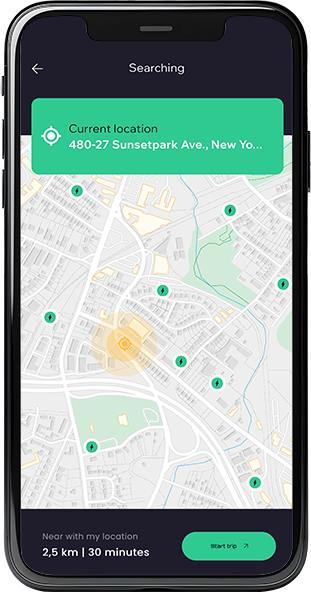 Searching
Current location
480-27 Sunsetpark Ave., New Yo...
Near with my location
2,5 km | 30 minutes
Start trip